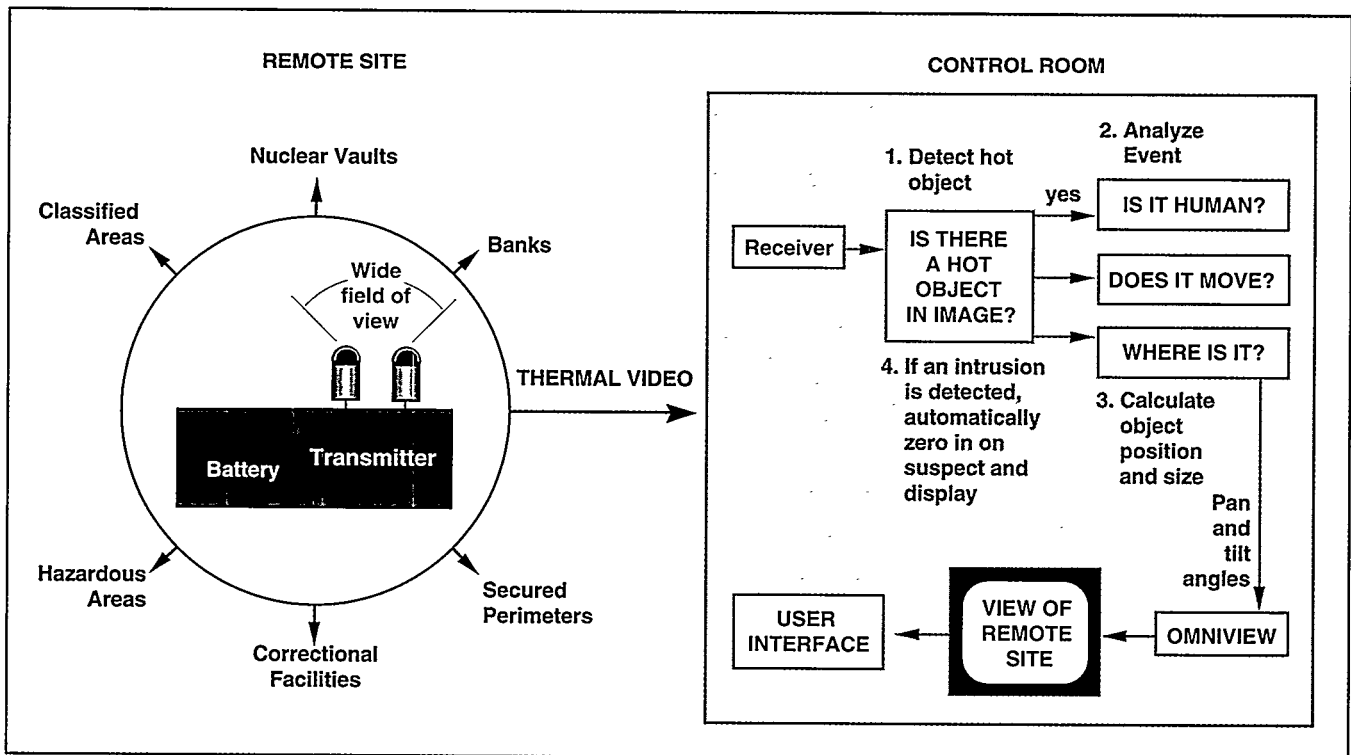 REMOTE SITE
Nuclear Vaults
Classified
Areas
Banks
Wide
field of
view
Battery
Transmitter
Hazardous
Areas
Correctional
Facilities
Secured
Perimeters
THERMAL VIDEO
CONTROL ROOM
Receiver
1. Detect hot
object
IS THERE
A HOT
OBJECT
IN IMAGE?
yes
2. Analyze
Event
IS IT HUMAN?
DOES IT MOVE?
WHERE IS IT?
3. Calculate
object
position
and size
4. If an intrusion
is detected,
automatically
zero in on
suspect and
display
Pan
and
tilt
angles
OMNIVIEW
VIEW OF
REMOTE
SITE
USER
INTERFACE